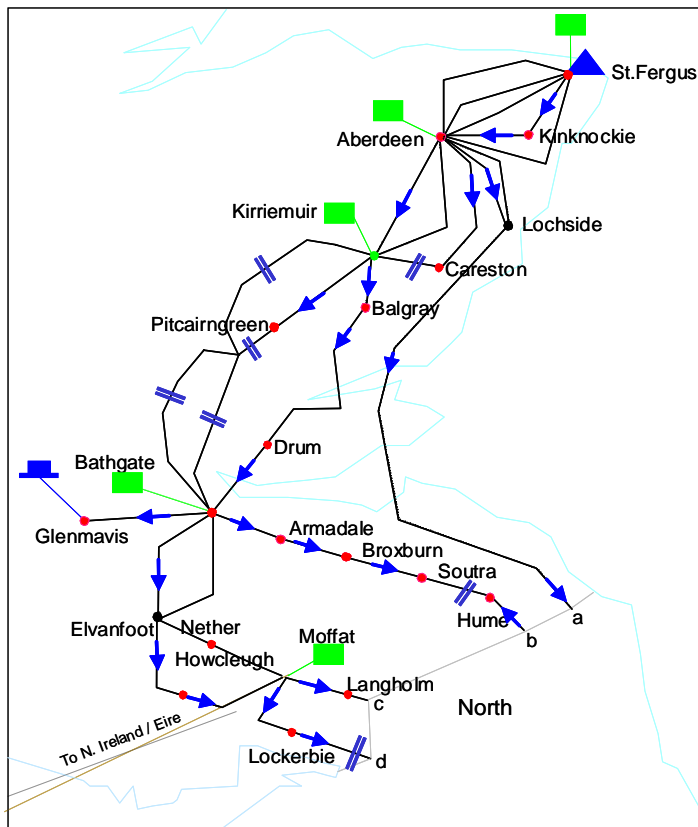 St.Fergus
Kinknockie
Aberdeen
Kirriemuir
Lochside
Careston
Balgray
Pitcairngreen
Drum
Bathgate
Glenmavis
Armadale
Broxburn
Soutra
Hume
a
b
Elvanfoot
Nether
Howcleugh
Moffat
Langholm
c
North
To N. Ireland / Eire
Lockerbie
d